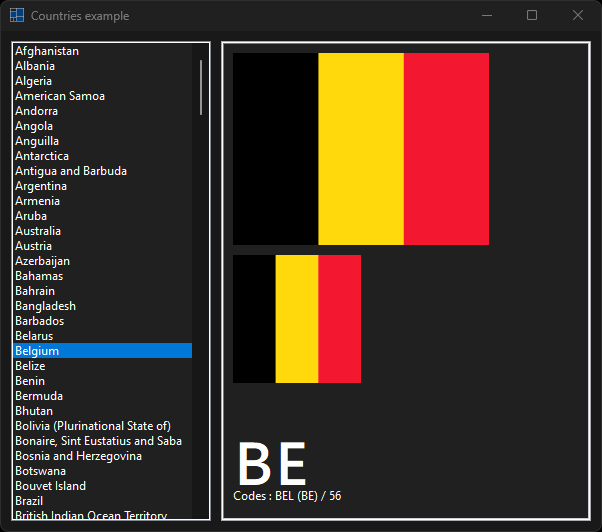 Countries example
Afghanistan
Albania
Algeria
American Samoa
Andorra
Angola
Anguilla
Antarctica
Antigua and Barbuda
Argentina
Armenia
Aruba
Australia
Austria
Azerbaijan
Bahamas
Bahrain
Bangladesh
Barbados
Belarus
Belgium
Belize
Benin
Bermuda
Bhutan
Bolivia (Plurinational State of)
Bonaire, Sint Eustatius and Saba
Bosnia and Herzegovina
Botswana
Bouvet Island
Brazil
British Indian Ocean Territory
BE
Codes : BEL (BE) / 56